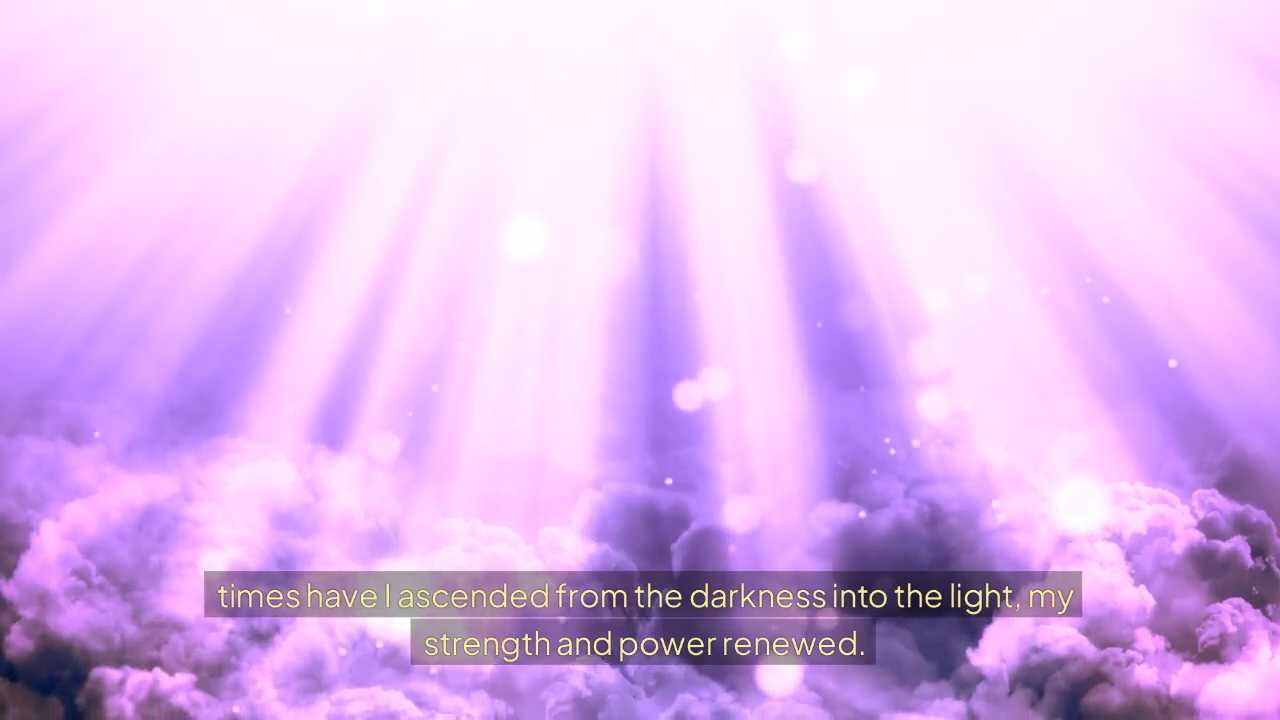 times have I ascended from the darkness into the light, my
strength and power renewed.